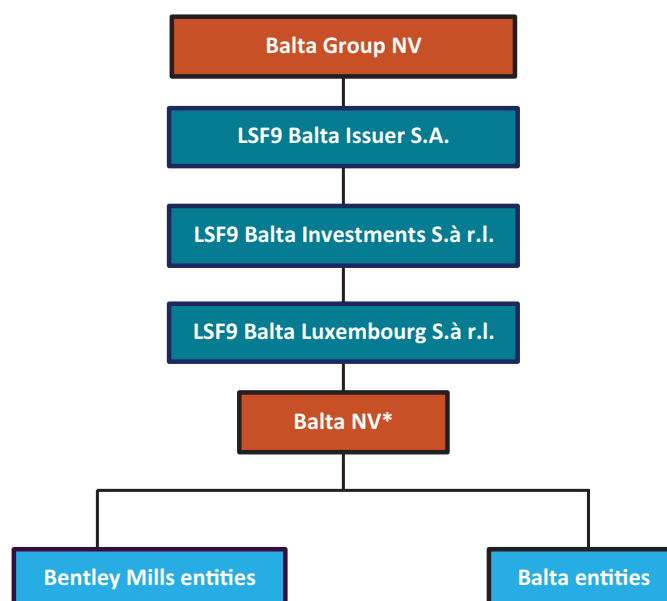 Balta Group NV
LSF9 Balta Issuer S.A.
LSF9 Balta Investments S.à r.l.
LSF9 Balta Luxembourg S.à r.l.
Balta NV*
Bentley Mills entities
Balta entities